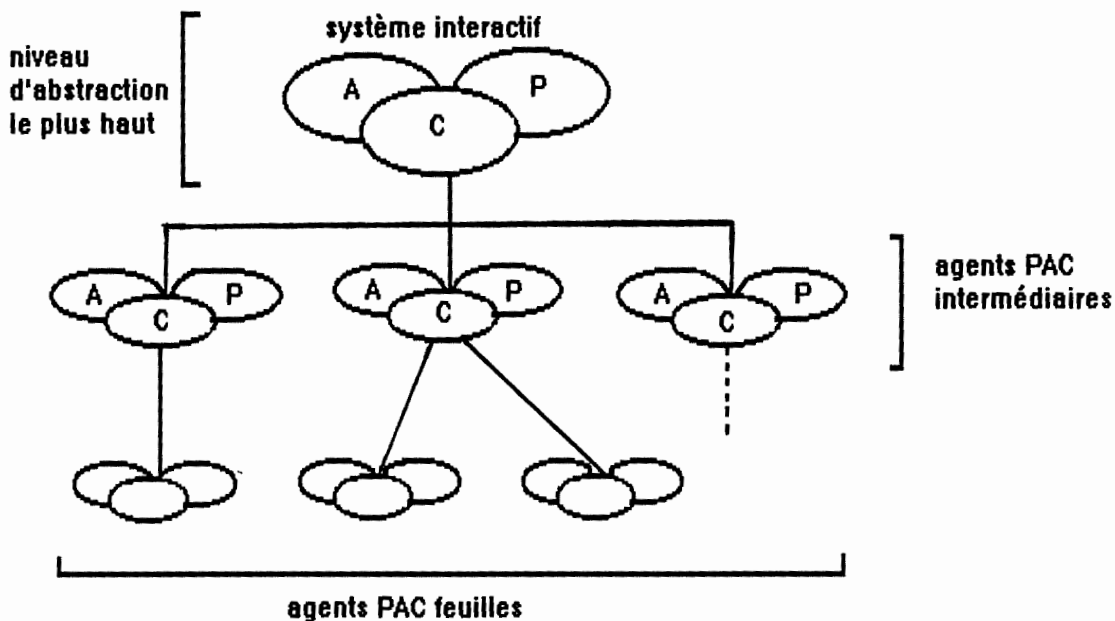 système interactif
niveau
d'abstraction
le plus haut
A
P
C
A
P
C
A
P
C
A
P
C
agents PAC
intermédiaires
agents PAC feuilles